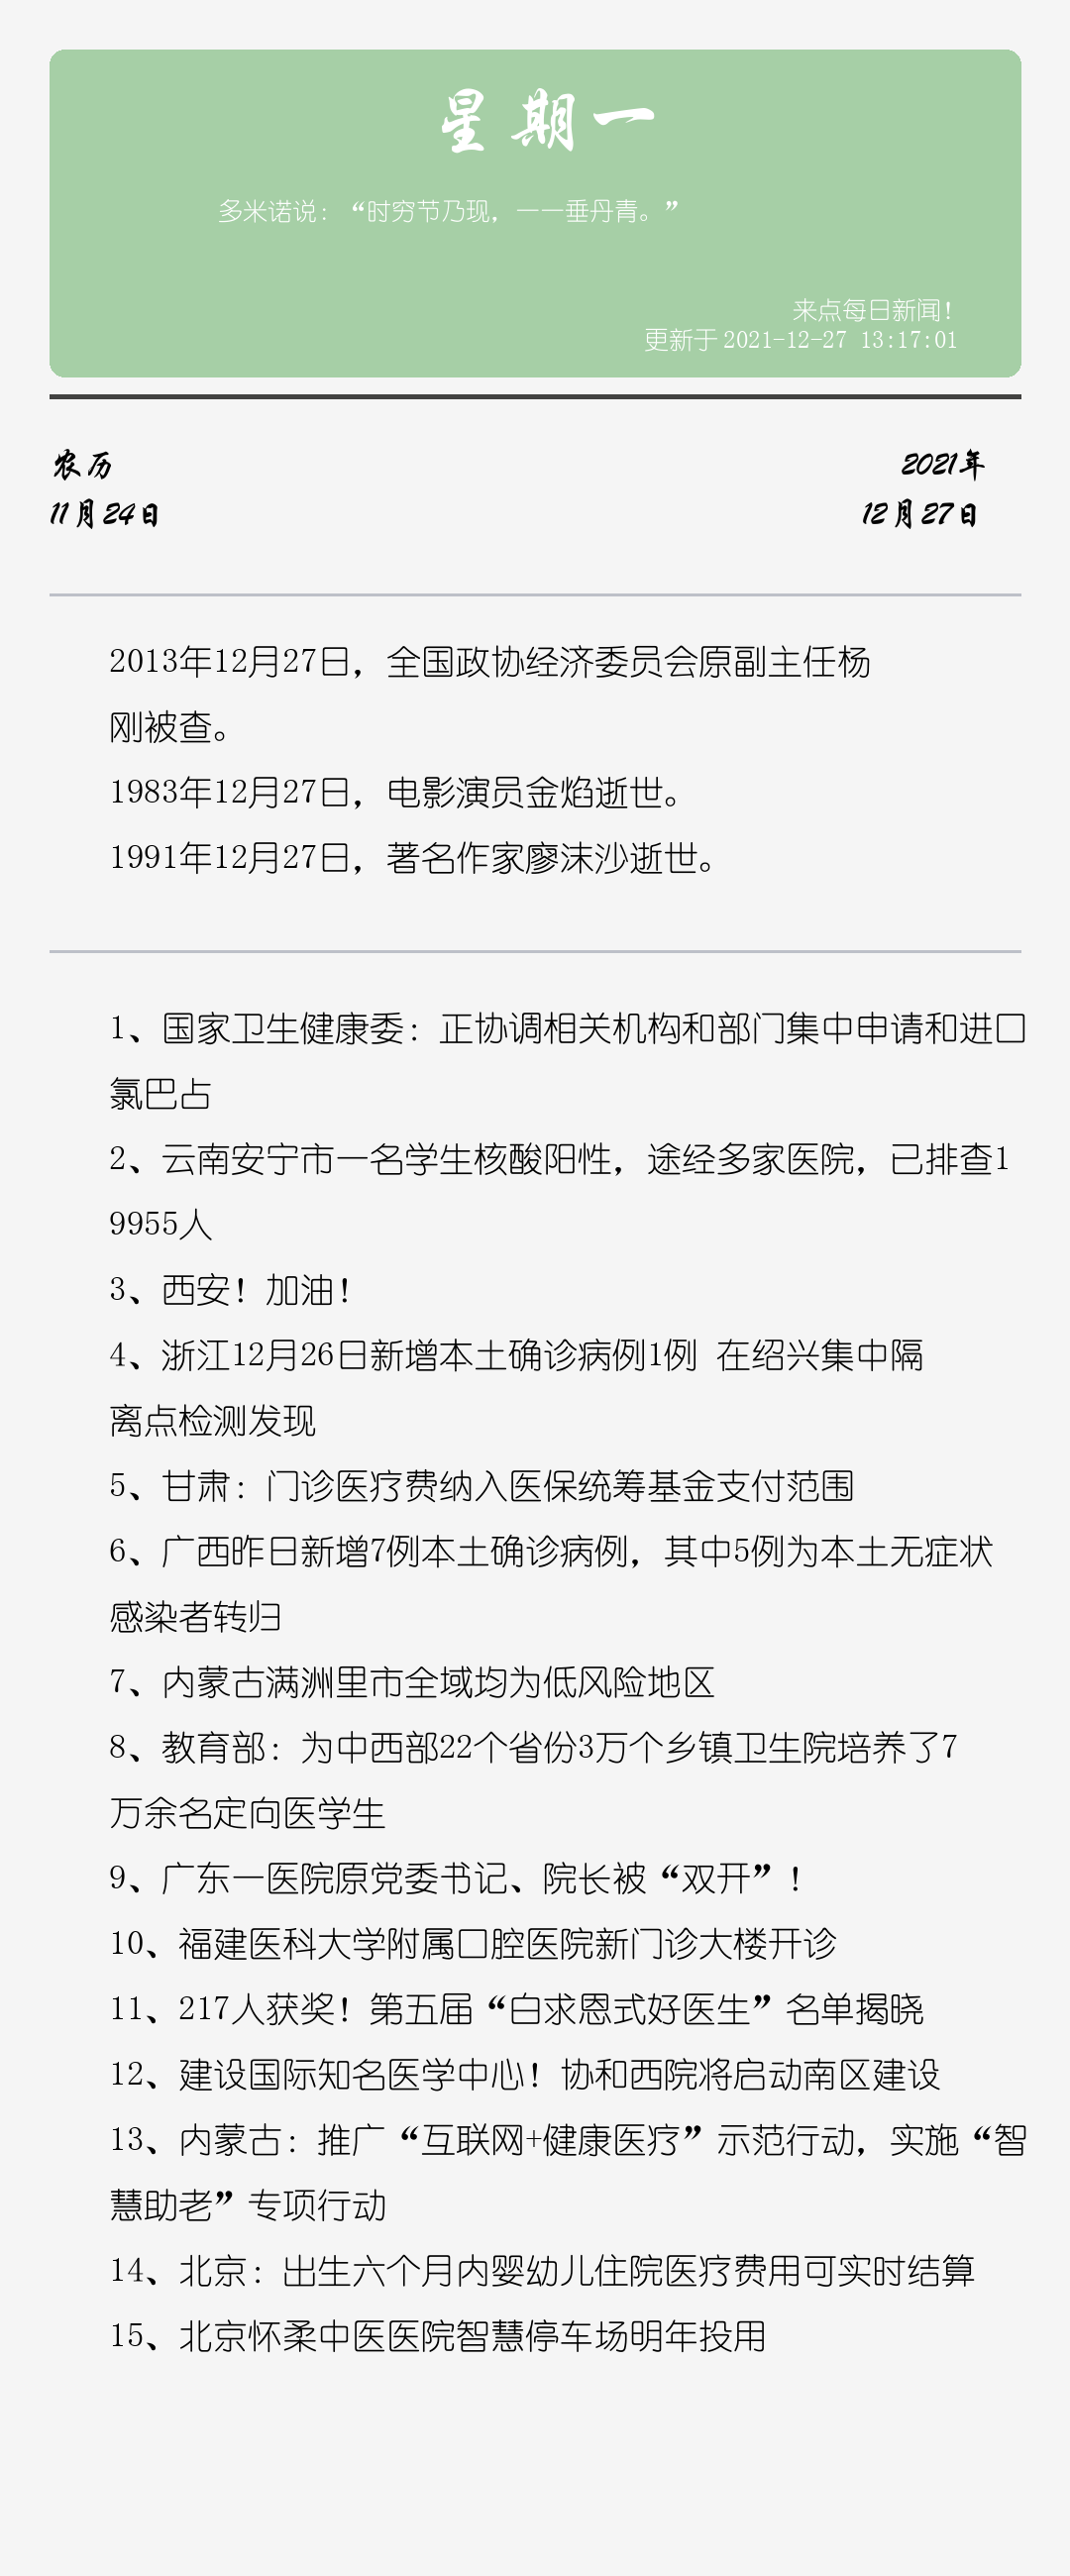 星期一
多米诺说：“时穷节乃现，一一垂丹青。”
来点每日新闻！
更新于 2021-12-27 13:17:01
农历
2021年
11月24日
12月27日
2013年12月27日，全国政协经济委员会原副主任杨
刚被查。
1983年12月27日，电影演员金焰逝世。
1991年12月27日，著名作家廖沫沙逝世。
1、国家卫生健康委：正协调相关机构和部门集中申请和进口
氯巴占
2、云南安宁市一名学生核酸阳性，途经多家医院，已排查1
9955人
3、西安！加油！
4、浙江12月26日新增本土确诊病例1例 在绍兴集中隔
离点检测发现
5、甘肃：门诊医疗费纳入医保统筹基金支付范围
6、广西昨日新增7例本土确诊病例，其中5例为本土无症状
感染者转归
7、内蒙古满洲里市全域均为低风险地区
8、教育部：为中西部22个省份3万个乡镇卫生院培养了7
万余名定向医学生
9、广东一医院原党委书记、院长被“双开”！
10、福建医科大学附属口腔医院新门诊大楼开诊
11、217人获奖！第五届“白求恩式好医生”名单揭晓
12、建设国际知名医学中心！协和西院将启动南区建设
13、内蒙古：推广“互联网+健康医疗”示范行动，实施“智
慧助老”专项行动
14、北京：出生六个月内婴幼儿住院医疗费用可实时结算
15、北京怀柔中医医院智慧停车场明年投用